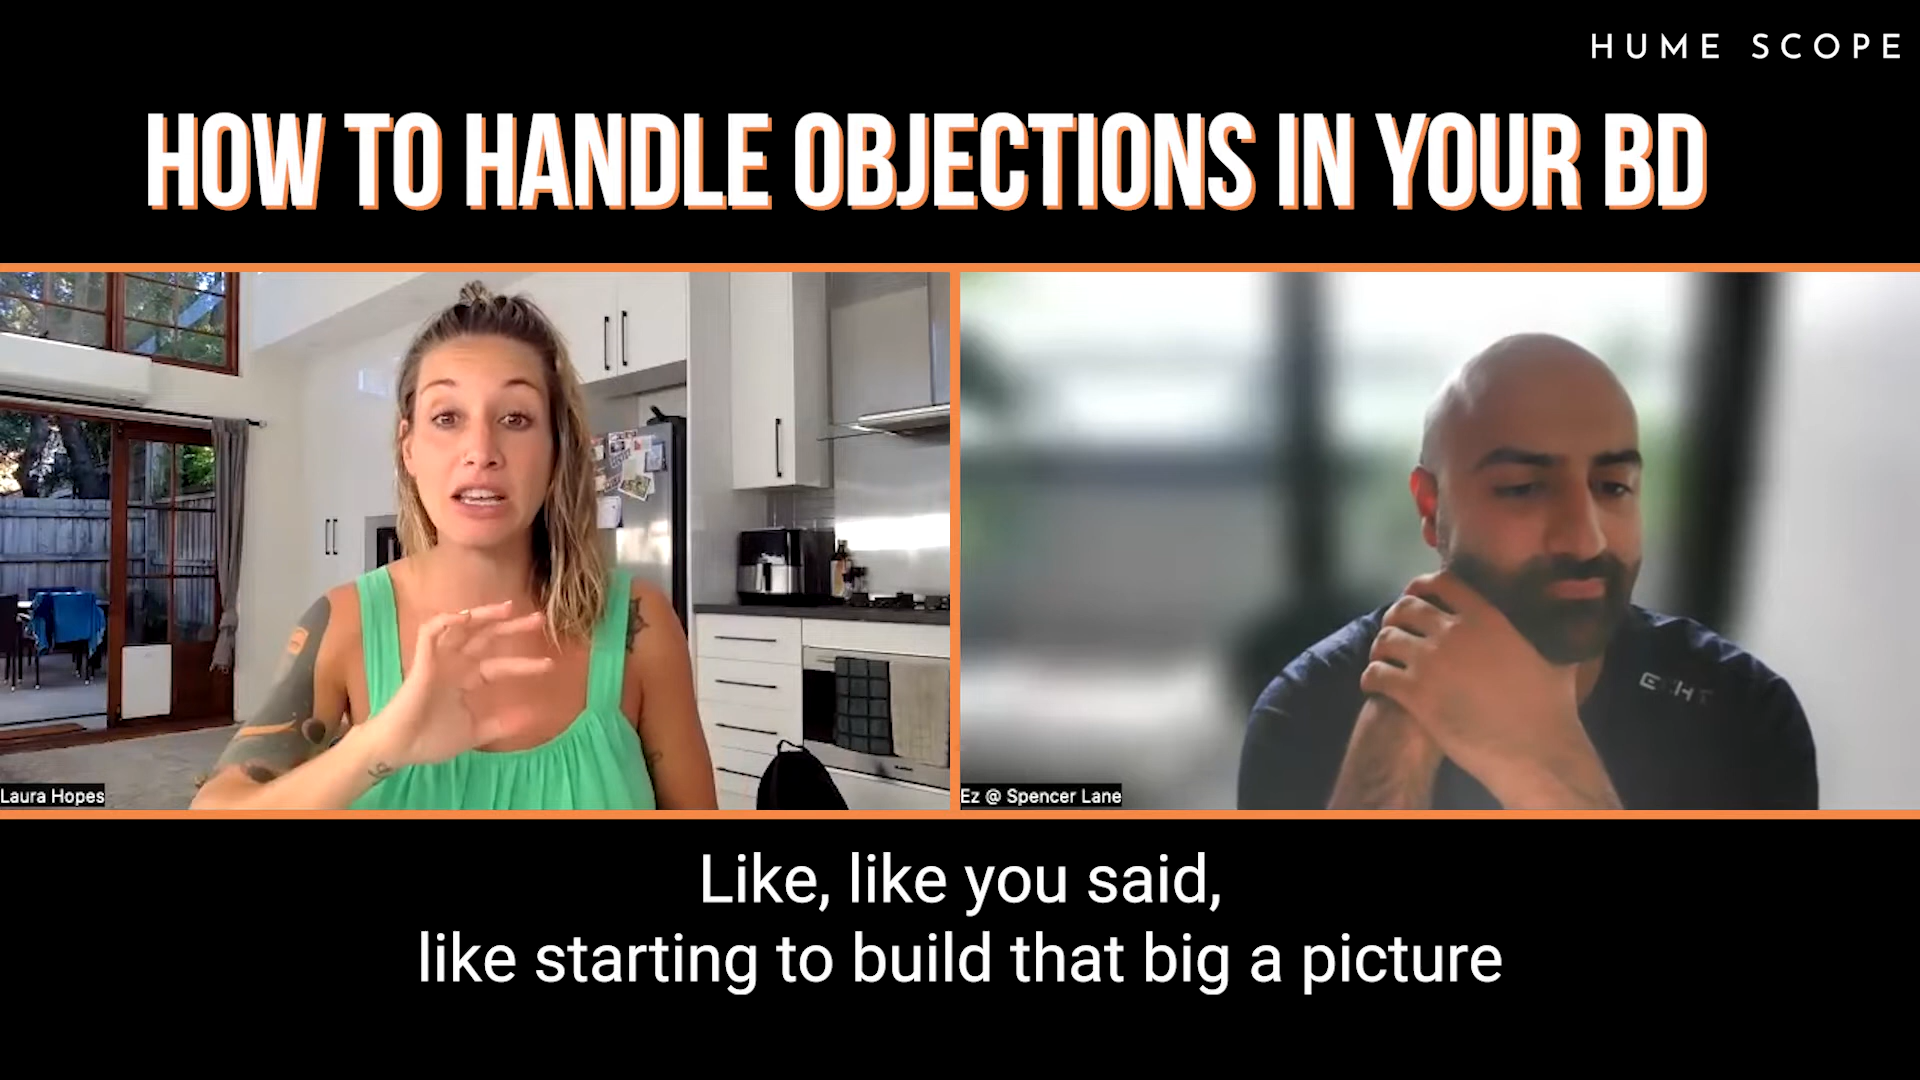 HUME SCOPE
HOW TO HANDLE OBJECTIONS IN YOUR BD
Laura Hopes
Ez @ Spencer Lane
Like, like you said,
like starting to build that big a picture